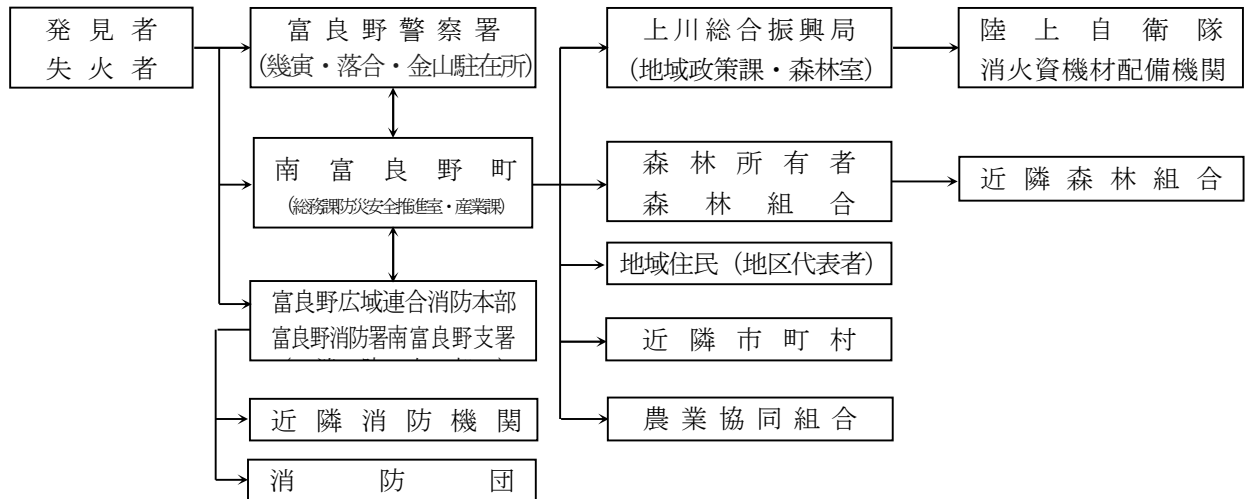 発見者
失火者
富良野警察署
(幾寅・落合・金山駐在所)
上川総合振興局
(地域政策課・森林室)
陸上自衛隊
消火資機材配備機関
南富良野町
(総務課防災安全推進室・産業課)
森林所有者
森林組合
近隣森林組合
地域住民（地区代表者）
富良野広域連合消防本部
富良野消防署南富良野支署
近隣市町村
近隣消防機関
農業協同組合
消防団